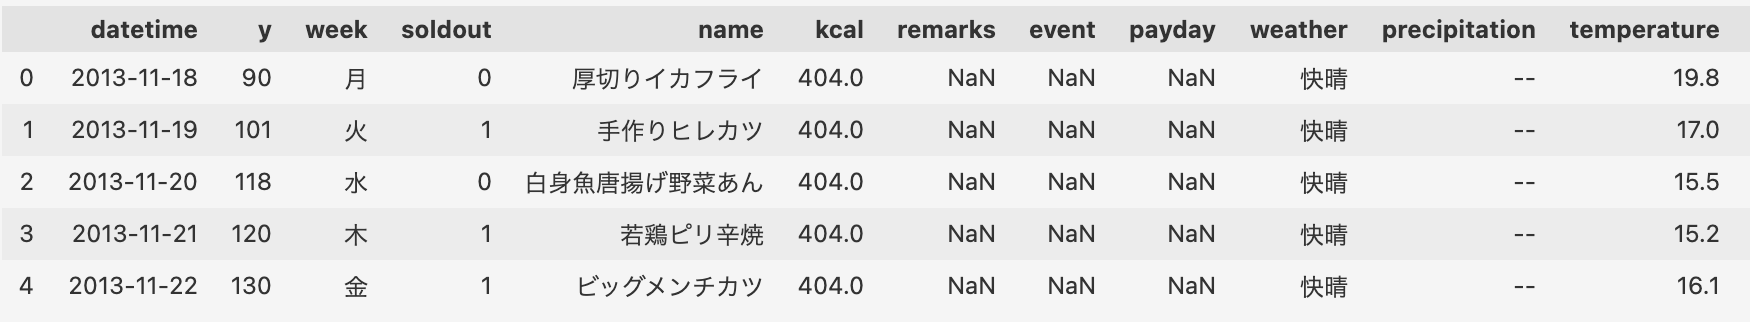 datetime y week soldout name kcal remarks event payday weather precipitation temperature
0 2013-11-18 90 月 0 厚切りイカフライ 404.0 NaN NaN NaN 快晴 -- 19.8
1 2013-11-19 101 火 1 手作りヒレカツ 404.0 NaN NaN NaN 快晴 -- 17.0
2 2013-11-20 118 水 0 白身魚唐揚げ野菜あん 404.0 NaN NaN NaN 快晴 -- 15.5
3 2013-11-21 120 木 1 若鶏ピリ辛焼 404.0 NaN NaN NaN 快晴 -- 15.2
4 2013-11-22 130 金 1 ビッグメンチカツ 404.0 NaN NaN NaN 快晴 -- 16.1